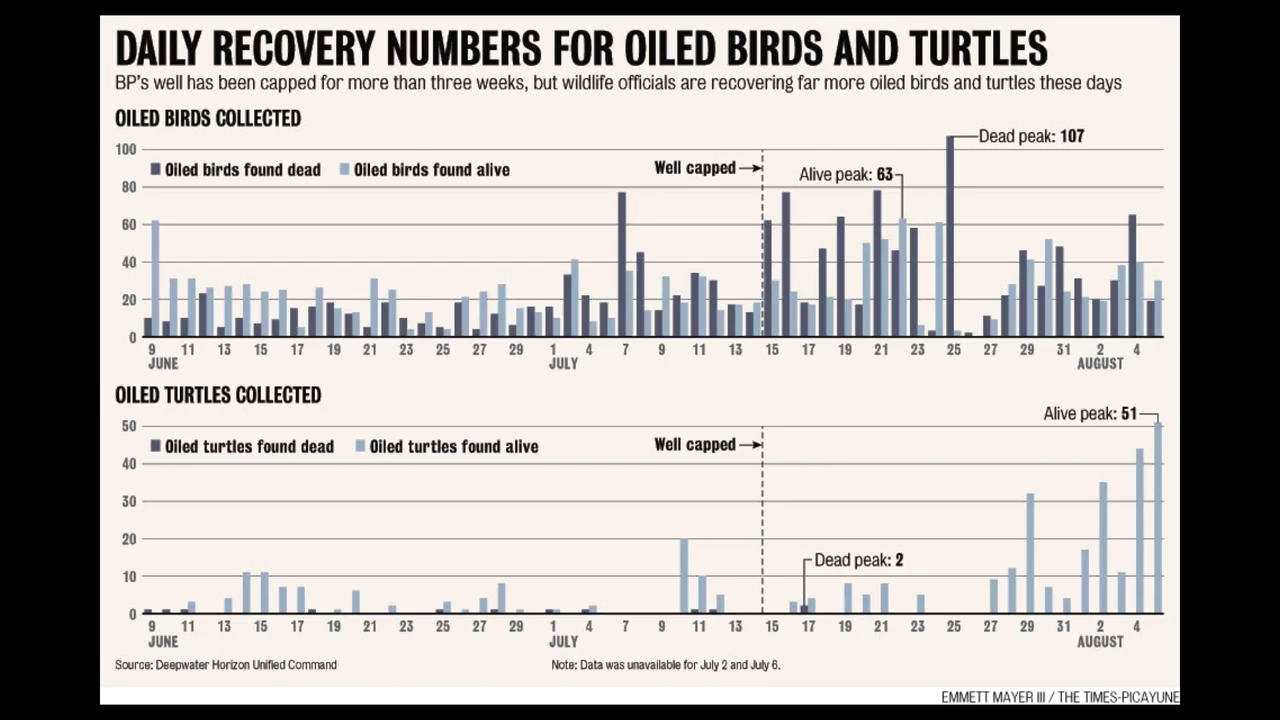 DAILY RECOVERY NUMBERS FOR OILED BIRDS AND TURTLES
BP's well has been capped for more than three weeks, but wildlife officials are recovering far more oiled birds and turtles these days
OILED BIRDS COLLECTED
Dead peak: 107
100
Oiled birds found dead
Oiled birds found alive
Well capped
Alive peak: 63
80
60
40
20
0
9 11 13 15 17 19 21 23 25 27 29 1 4 7 9 11 13 15 17 19 21 23 25 27 29 31 2 4
JUNE JULY AUGUST
OILED TURTLES COLLECTED
Alive peak: 51
50
Oiled turtles found dead
Oiled turtles found alive
Well capped
40
30
20
Dead peak: 2
10
0
9 11 13 15 17 19 21 23 25 27 29 1 4 7 9 11 13 15 17 19 21 23 25 27 29 31 2 4
JUNE JULY AUGUST
Source: Deepwater Horizon Unified Command
Note: Data was unavailable for July 2 and July 6.
EMMETT MAYER III / THE TIMES-PICAYUNE